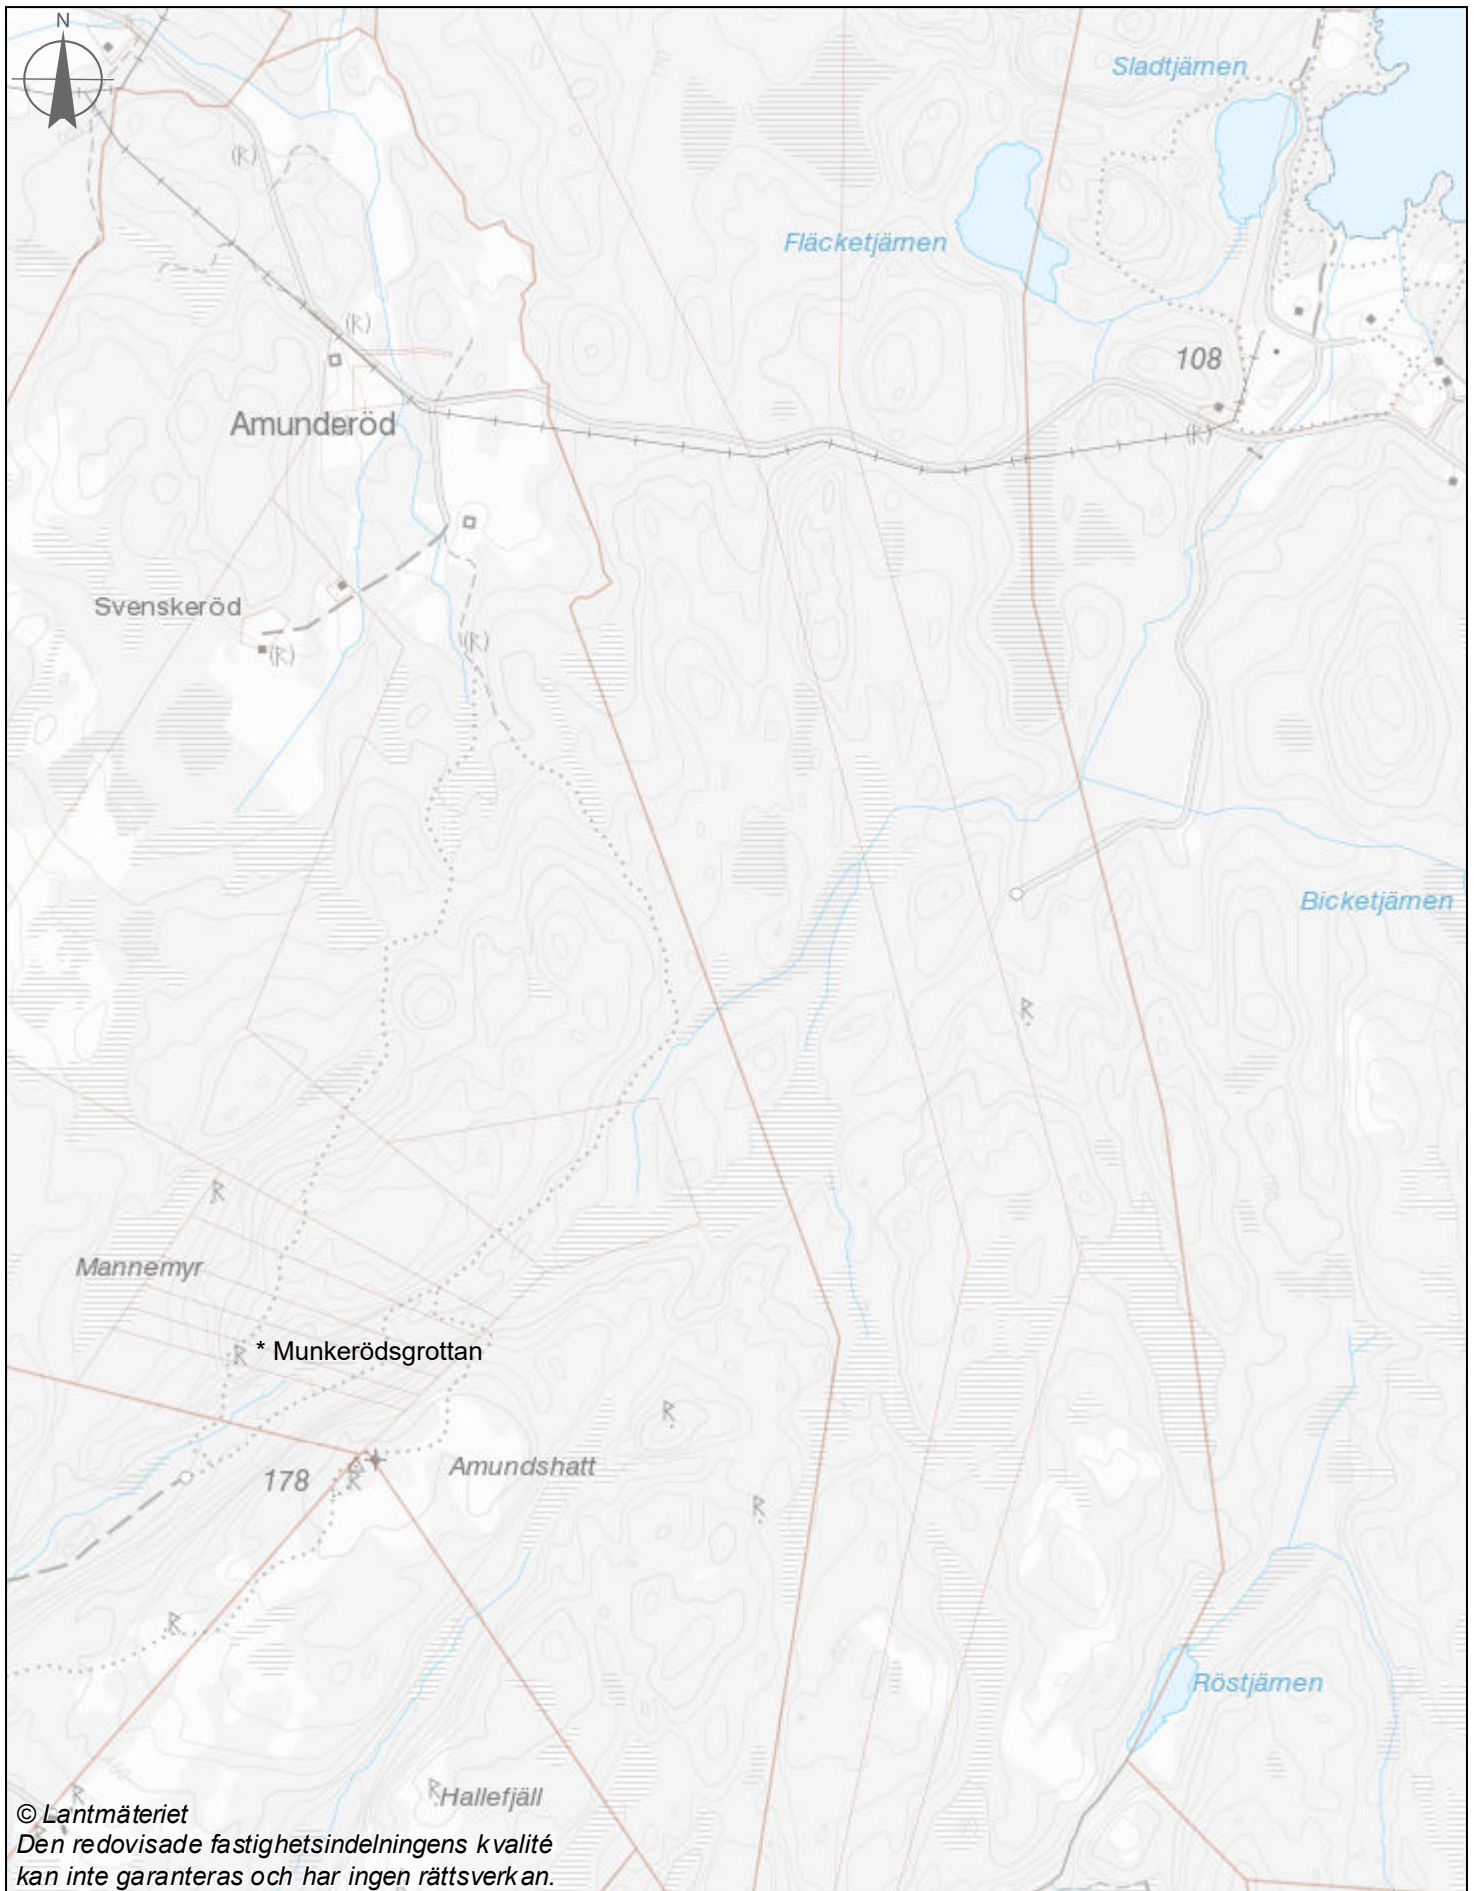 N
Sladtjärnen
(R)
Fläcketjärnen
(R)
108
Amunderöd
(R)
Svenskeröd
(R)
(R)
Bicketjärnen
R
R
Mannemyr
R * Munkerödsgrottan
R
Amundshatt
178
R
R
R
Röstjärnen
R
R
Hallefjäll
© Lantmäteriet
Den redovisade fastighetsindelningens kvalité
kan inte garanteras och har ingen rättsverkan.